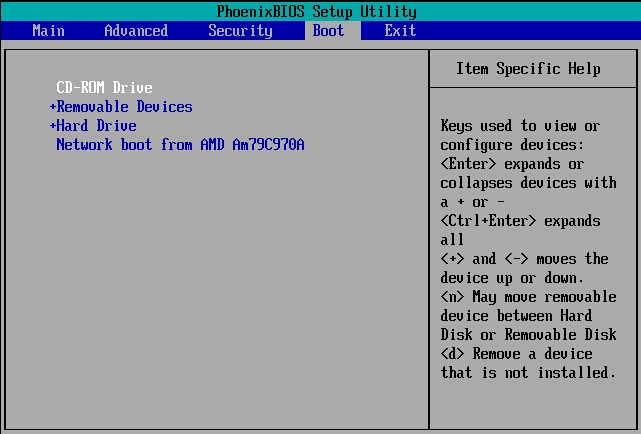 PhoenixBIOS Setup Utility
Main Advanced Security Boot Exit
CD-ROM Drive
+Removable Devices
+Hard Drive
Network boot from AMD Am79C970A
Item Specific Help
Keys used to view or
configure devices:
<Enter> expands or
collapses devices with
a + or -
<Ctrl+Enter> expands
all
<+> and <-> moves the
device up or down.
<n> May move removable
device between Hard
Disk or Removable Disk
<d> Remove a device
that is not installed.